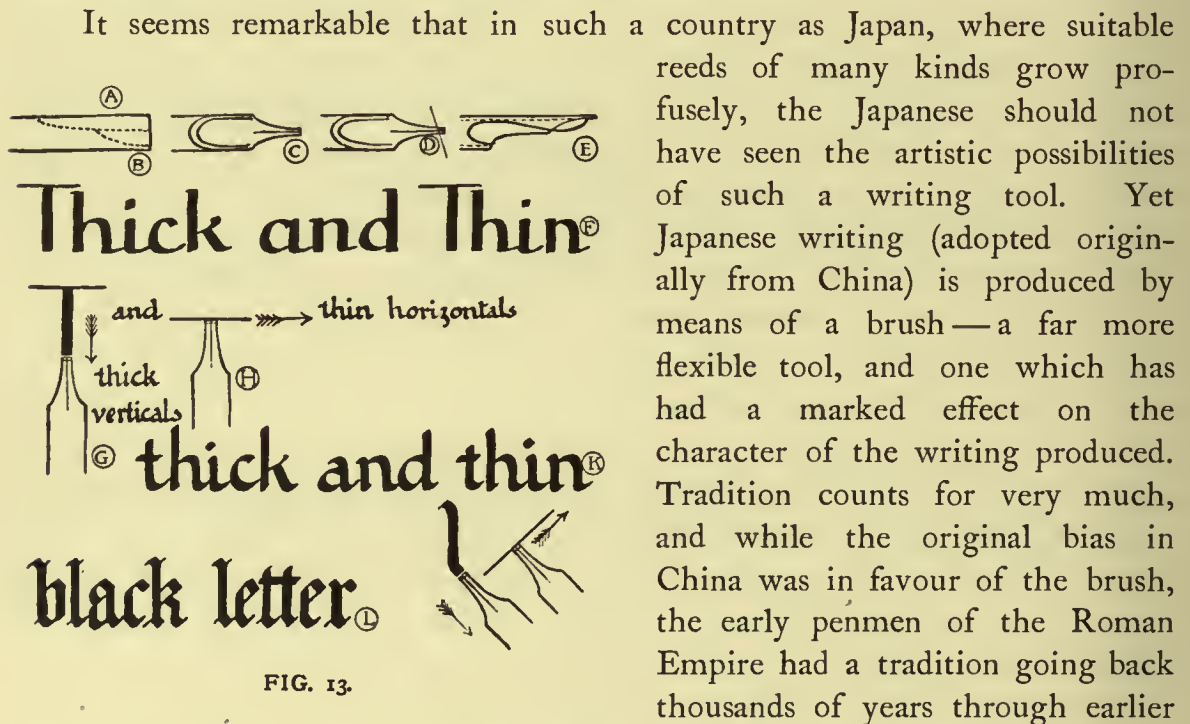 It seems remarkable that in such a country as Japan, where suitable
reeds of many kinds grow pro-
fusely, the Japanese should not
have seen the artistic possibilities
of such a writing tool. Yet
Japanese writing (adopted origin-
ally from China) is produced by
means of a brush — a far more
flexible tool, and one which has
had a marked effect on the
character of the writing produced.
Tradition counts for very much,
and while the original bias in
China was in favour of the brush,
the early penmen of the Roman
Empire had a tradition going back
thousands of years through earlier
A
B C D E
Thick and Thin F
and thin horizontals
thick H
verticals
G thick and thin K
black letter L
FIG. 13.